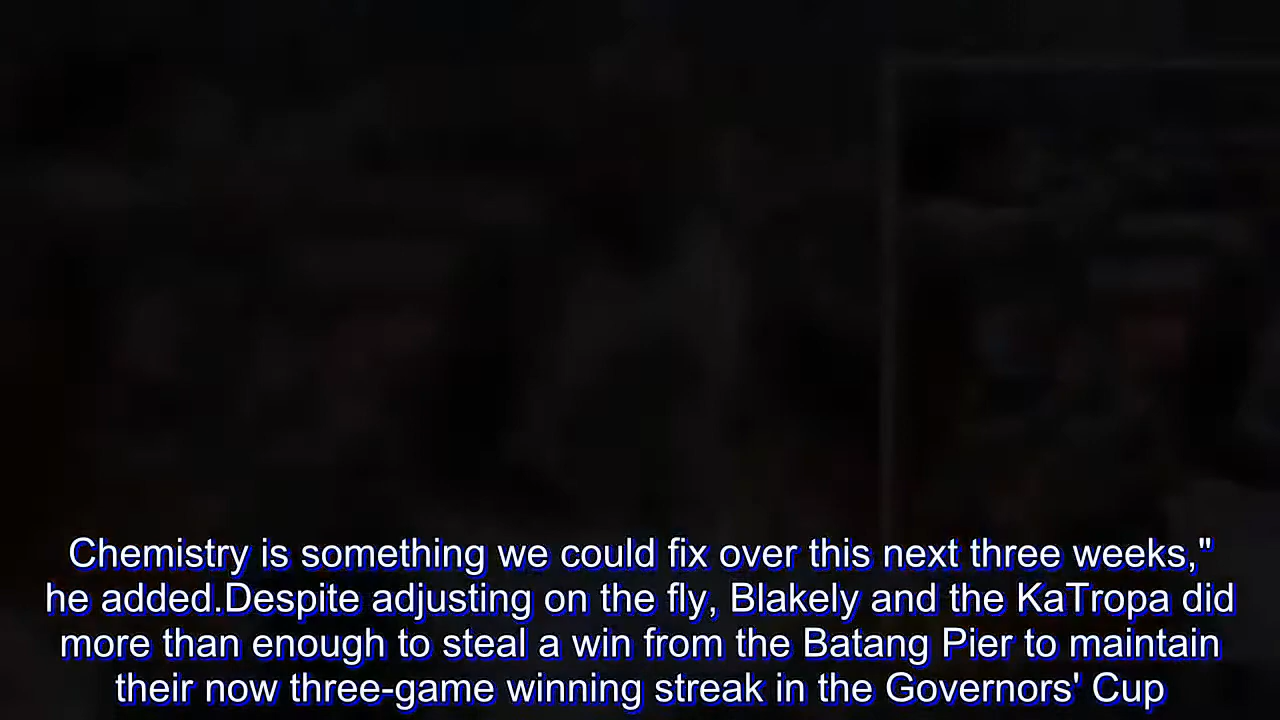 Chemistry is something we could fix over this next three weeks,"
he added.Despite adjusting on the fly, Blakely and the KaTropa did
more than enough to steal a win from the Batang Pier to maintain
their now three-game winning streak in the Governors' Cup